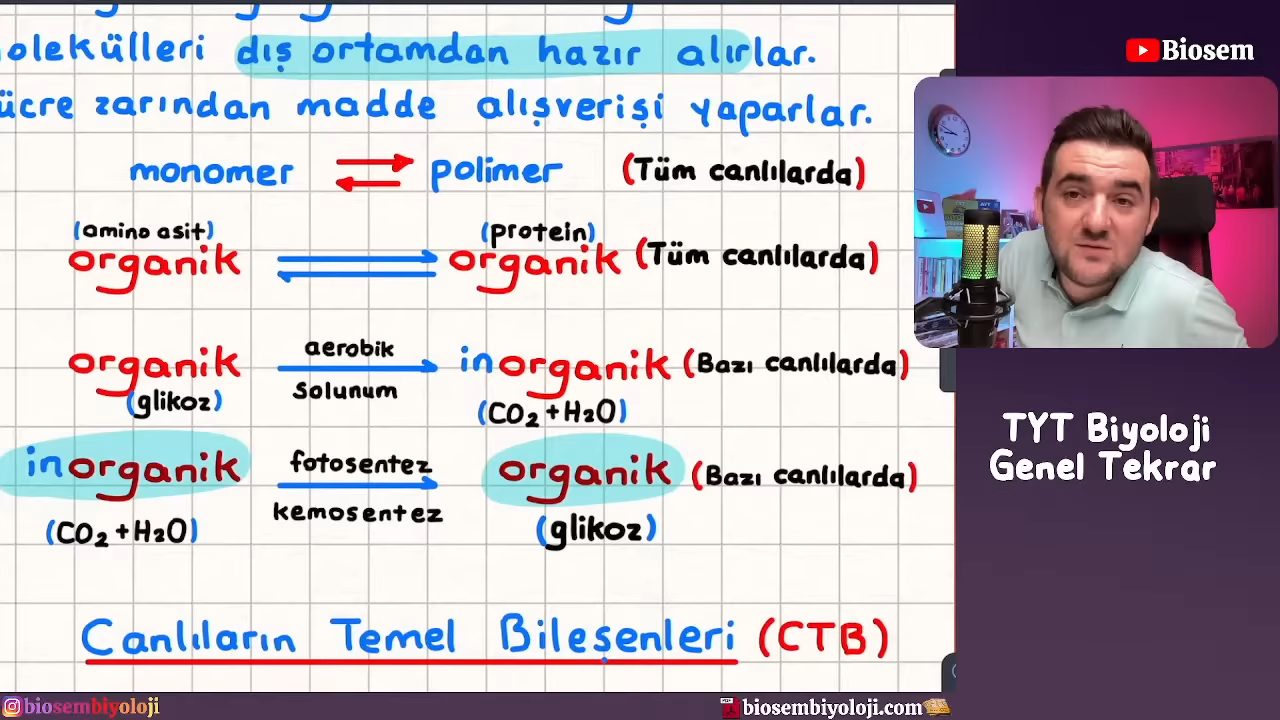 molekülleri dış ortamdan hazır alırlar.
ücre zarından madde alışverişi yaparlar.
monomer polimer (Tüm canlılarda)
(amino asit) (protein)
organik organik (Tüm canlılarda)
aerobik
organik inorganik (Bazı canlılarda)
solunum
(glikoz) (CO2+H2O)
fotosentez
inorganik organik (Bazı canlılarda)
kemosentez
(CO2+H2O) (glikoz)
Canlıların Temel Bileşenleri (CTB)
Biosem
TYT Biyoloji
Genel Tekrar
biosembiyoloji
biosembiyoloji.com